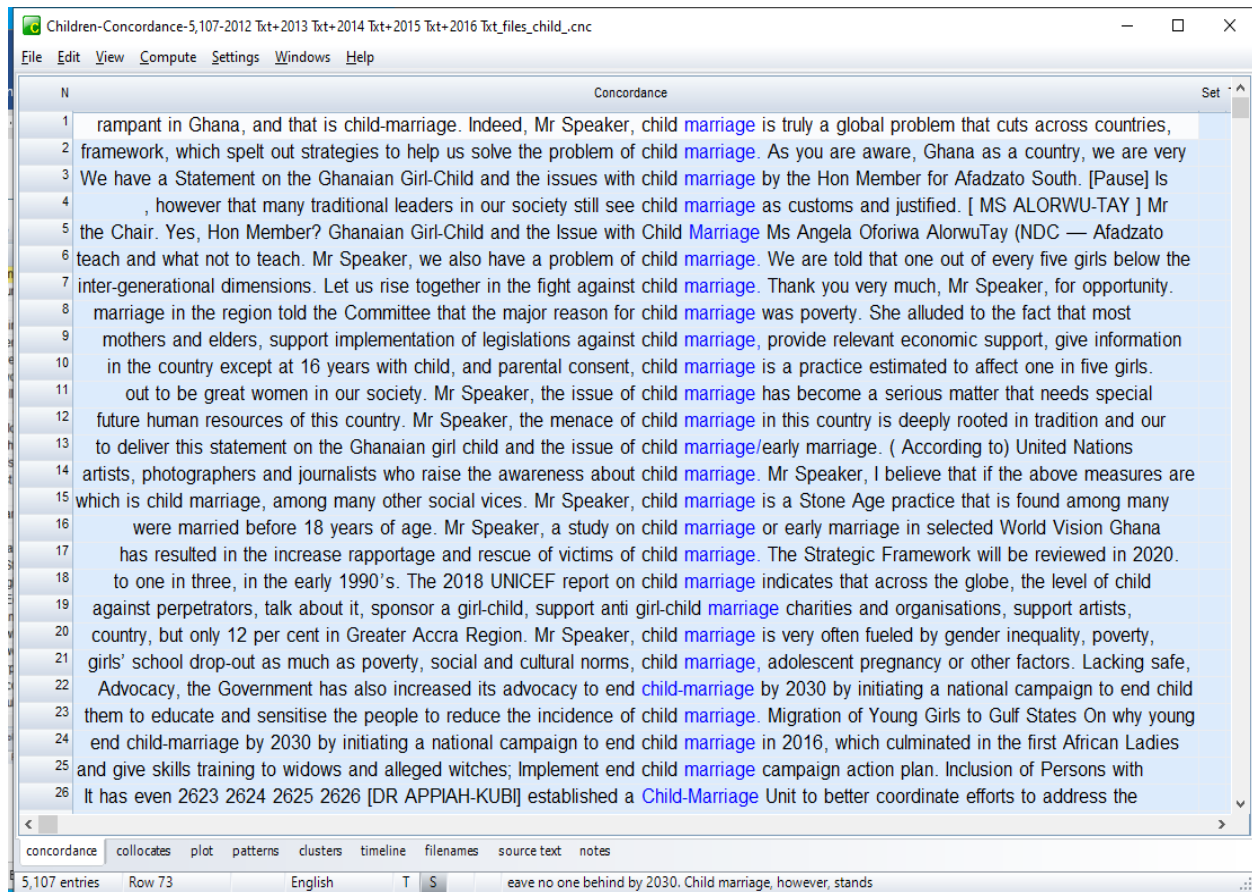 Children-Concordance-5,107-2012 Txt+2013 Txt+2014 Txt+2015 Txt+2016 Txt_files_child_.cnc
File Edit View Compute Settings Windows Help
N Concordance Set
1 rampant in Ghana, and that is child-marriage. Indeed, Mr Speaker, child marriage is truly a global problem that cuts across countries,
2 framework, which spelt out strategies to help us solve the problem of child marriage. As you are aware, Ghana as a country, we are very
3 We have a Statement on the Ghanaian Girl-Child and the issues with child marriage by the Hon Member for Afadzato South. [Pause] Is
4 , however that many traditional leaders in our society still see child marriage as customs and justified. [ MS ALORWU-TAY ] Mr
5 the Chair. Yes, Hon Member? Ghanaian Girl-Child and the Issue with Child Marriage Ms Angela Oforiwa AlorwuTay (NDC — Afadzato
6 teach and what not to teach. Mr Speaker, we also have a problem of child marriage. We are told that one out of every five girls below the
7 inter-generational dimensions. Let us rise together in the fight against child marriage. Thank you very much, Mr Speaker, for opportunity.
8 marriage in the region told the Committee that the major reason for child marriage was poverty. She alluded to the fact that most
9 mothers and elders, support implementation of legislations against child marriage, provide relevant economic support, give information
10 in the country except at 16 years with child, and parental consent, child marriage is a practice estimated to affect one in five girls.
11 out to be great women in our society. Mr Speaker, the issue of child marriage has become a serious matter that needs special
12 future human resources of this country. Mr Speaker, the menace of child marriage in this country is deeply rooted in tradition and our
13 to deliver this statement on the Ghanaian girl child and the issue of child marriage/early marriage. ( According to) United Nations
14 artists, photographers and journalists who raise the awareness about child marriage. Mr Speaker, I believe that if the above measures are
15 which is child marriage, among many other social vices. Mr Speaker, child marriage is a Stone Age practice that is found among many
16 were married before 18 years of age. Mr Speaker, a study on child marriage or early marriage in selected World Vision Ghana
17 has resulted in the increase rapportage and rescue of victims of child marriage. The Strategic Framework will be reviewed in 2020.
18 to one in three, in the early 1990's. The 2018 UNICEF report on child marriage indicates that across the globe, the level of child
19 against perpetrators, talk about it, sponsor a girl-child, support anti girl-child marriage charities and organisations, support artists,
20 country, but only 12 per cent in Greater Accra Region. Mr Speaker, child marriage is very often fueled by gender inequality, poverty,
21 girls' school drop-out as much as poverty, social and cultural norms, child marriage, adolescent pregnancy or other factors. Lacking safe,
22 Advocacy, the Government has also increased its advocacy to end child-marriage by 2030 by initiating a national campaign to end child
23 them to educate and sensitise the people to reduce the incidence of child marriage. Migration of Young Girls to Gulf States On why young
24 end child-marriage by 2030 by initiating a national campaign to end child marriage in 2016, which culminated in the first African Ladies
25 and give skills training to widows and alleged witches; Implement end child marriage campaign action plan. Inclusion of Persons with
26 It has even 2623 2624 2625 2626 [DR APPIAH-KUBI] established a Child-Marriage Unit to better coordinate efforts to address the
concordance collocates plot patterns clusters timeline filenames source text notes
5,107 entries Row 73 English T S eave no one behind by 2030. Child marriage, however, stands